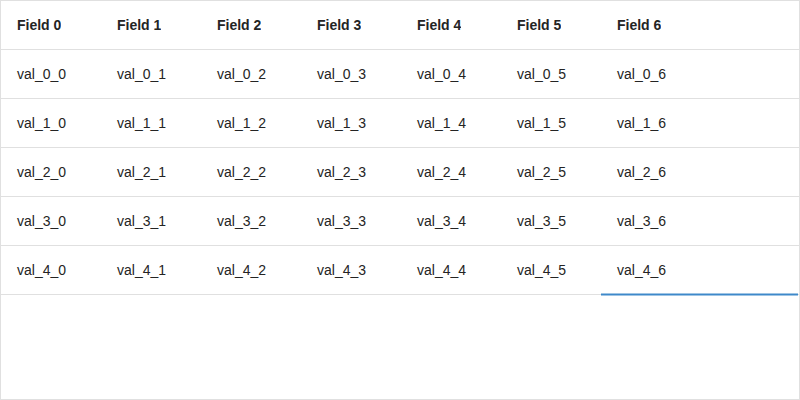 Field 0 Field 1 Field 2 Field 3 Field 4 Field 5 Field 6
val_0_0 val_0_1 val_0_2 val_0_3 val_0_4 val_0_5 val_0_6
val_1_0 val_1_1 val_1_2 val_1_3 val_1_4 val_1_5 val_1_6
val_2_0 val_2_1 val_2_2 val_2_3 val_2_4 val_2_5 val_2_6
val_3_0 val_3_1 val_3_2 val_3_3 val_3_4 val_3_5 val_3_6
val_4_0 val_4_1 val_4_2 val_4_3 val_4_4 val_4_5 val_4_6